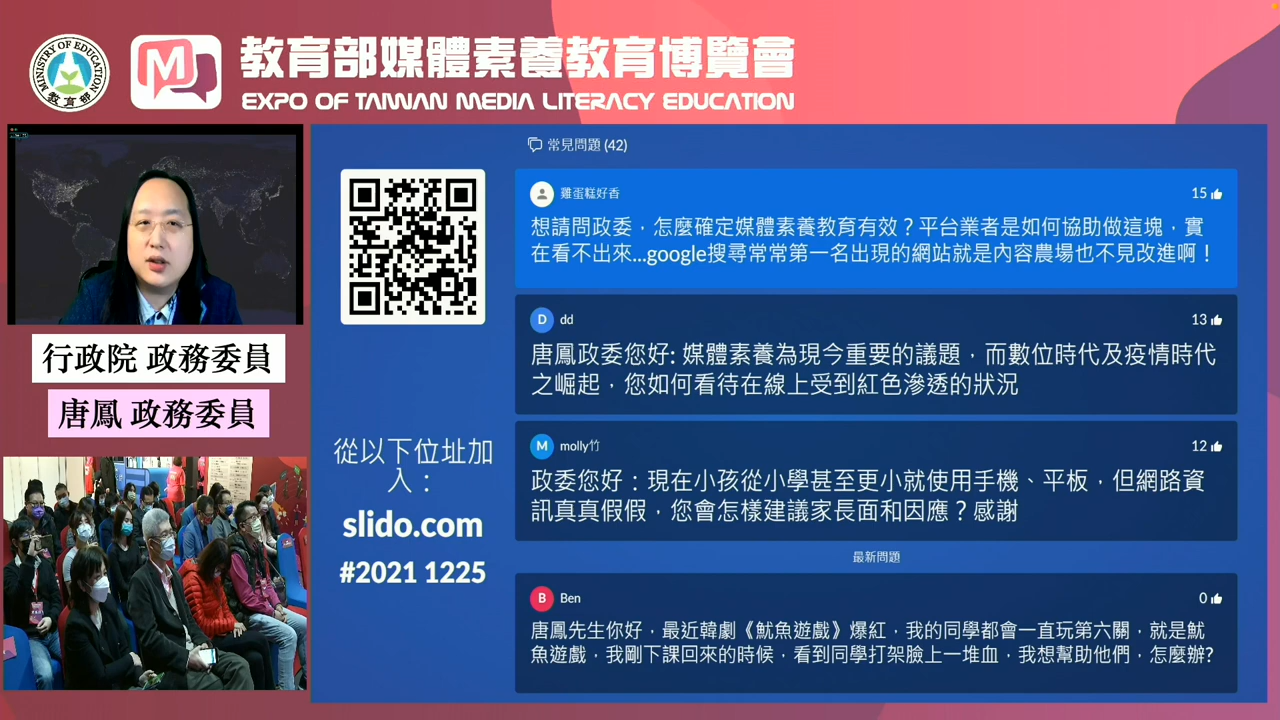 MINISTRY OF EDUCATION
教育部
M
教育部媒體素養教育博覽會
EXPO OF TAIWAN MEDIA LITERACY EDUCATION
行政院 政務委員
唐鳳 政務委員
從以下位址加
入：
slido.com
#2021 1225
常見問題 (42)
雞蛋糕好香
15
想請問政委，怎麼確定媒體素養教育有效？平台業者是如何協助做這塊，實
在看不出來...google搜尋常常第一名出現的網站就是內容農場也不見改進啊！
D
dd
13
唐鳳政委您好: 媒體素養為現今重要的議題，而數位時代及疫情時代
之崛起，您如何看待在線上受到紅色滲透的狀況
M
molly竹
12
政委您好：現在小孩從小學甚至更小就使用手機、平板，但網路資
訊真真假假，您會怎樣建議家長面和因應？感謝
最新問題
B
Ben
0
唐鳳先生你好，最近韓劇《魷魚遊戲》爆紅，我的同學都會一直玩第六關，就是魷
魚遊戲，我剛下課回來的時候，看到同學打架臉上一堆血，我想幫助他們，怎麼辦?